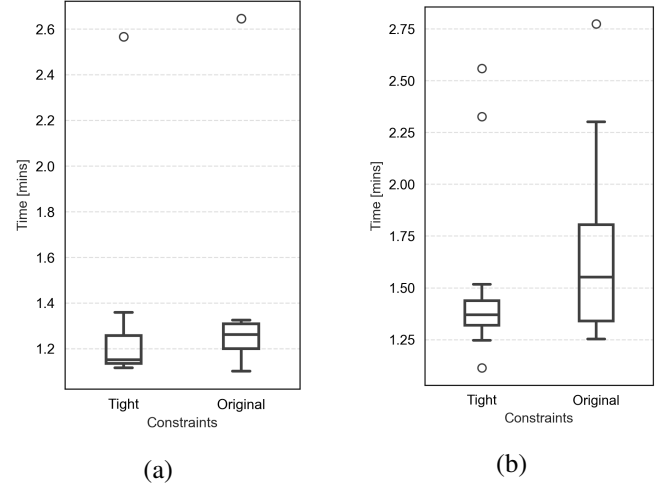 2.6
2.4
2.2
2.0
1.8
1.6
1.4
1.2
Time [mins]
Tight Original
Constraints
(a)
2.75
2.50
2.25
2.00
1.75
1.50
1.25
Time [mins]
Tight Original
Constraints
(b)